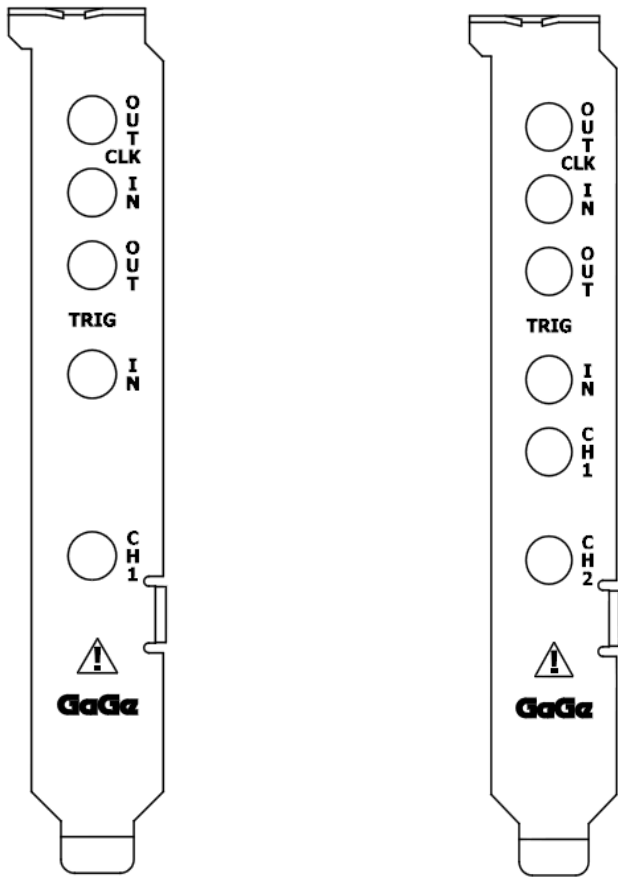 OUT
CLK
IN
OUT
TRIG
IN
CH1
GaGe
OUT
CLK
IN
OUT
TRIG
IN
CH1
CH2
GaGe